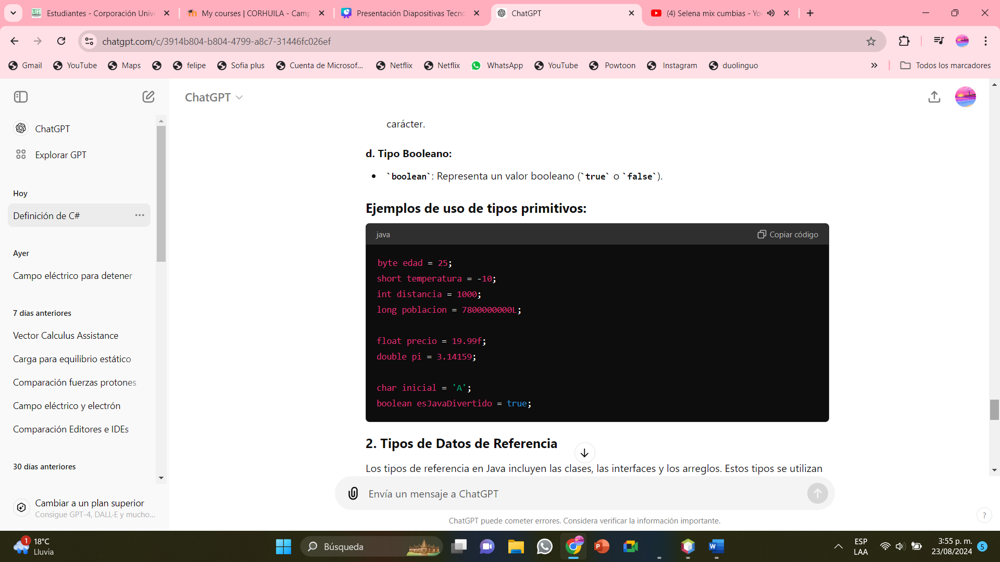 Estudiantes - Corporación Univ
My courses | CORHUILA - Camp
Presentación Diapositivas Tecno
ChatGPT
(4) Selena mix cumbias - Yo
chatgpt.com/c/3914b804-b804-4799-a8c7-31446fc026ef
Gmail
YouTube
Maps
felipe
Sofia plus
Cuenta de Microsof...
Netflix
Netflix
WhatsApp
YouTube
Powtoon
Instagram
duolinguo
Todos los marcadores
ChatGPT
Explorar GPT
Hoy
Definición de C#
Ayer
Campo eléctrico para detener
7 días anteriores
Vector Calculus Assistance
Carga para equilibrio estático
Comparación fuerzas protones
Campo eléctrico y electrón
Comparación Editores e IDEs
30 días anteriores
Cambiar a un plan superior
Consigue GPT-4, DALL·E y mucho...
ChatGPT
carácter.
d. Tipo Booleano:
• `boolean`: Representa un valor booleano (`true` o `false`).
Ejemplos de uso de tipos primitivos:
java
Copiar código
byte edad = 25;
short temperatura = -10;
int distancia = 1000;
long poblacion = 7800000000L;
float precio = 19.99f;
double pi = 3.14159;
char inicial = 'A';
boolean esJavaDivertido = true;
2. Tipos de Datos de Referencia
Los tipos de referencia en Java incluyen las clases, las interfaces y los arreglos. Estos tipos se utilizan
Envía un mensaje a ChatGPT
ChatGPT puede cometer errores. Considera verificar la información importante.
?
1
18°C
Lluvia
Búsqueda
ESP
LAA
3:55 p. m.
23/08/2024
5